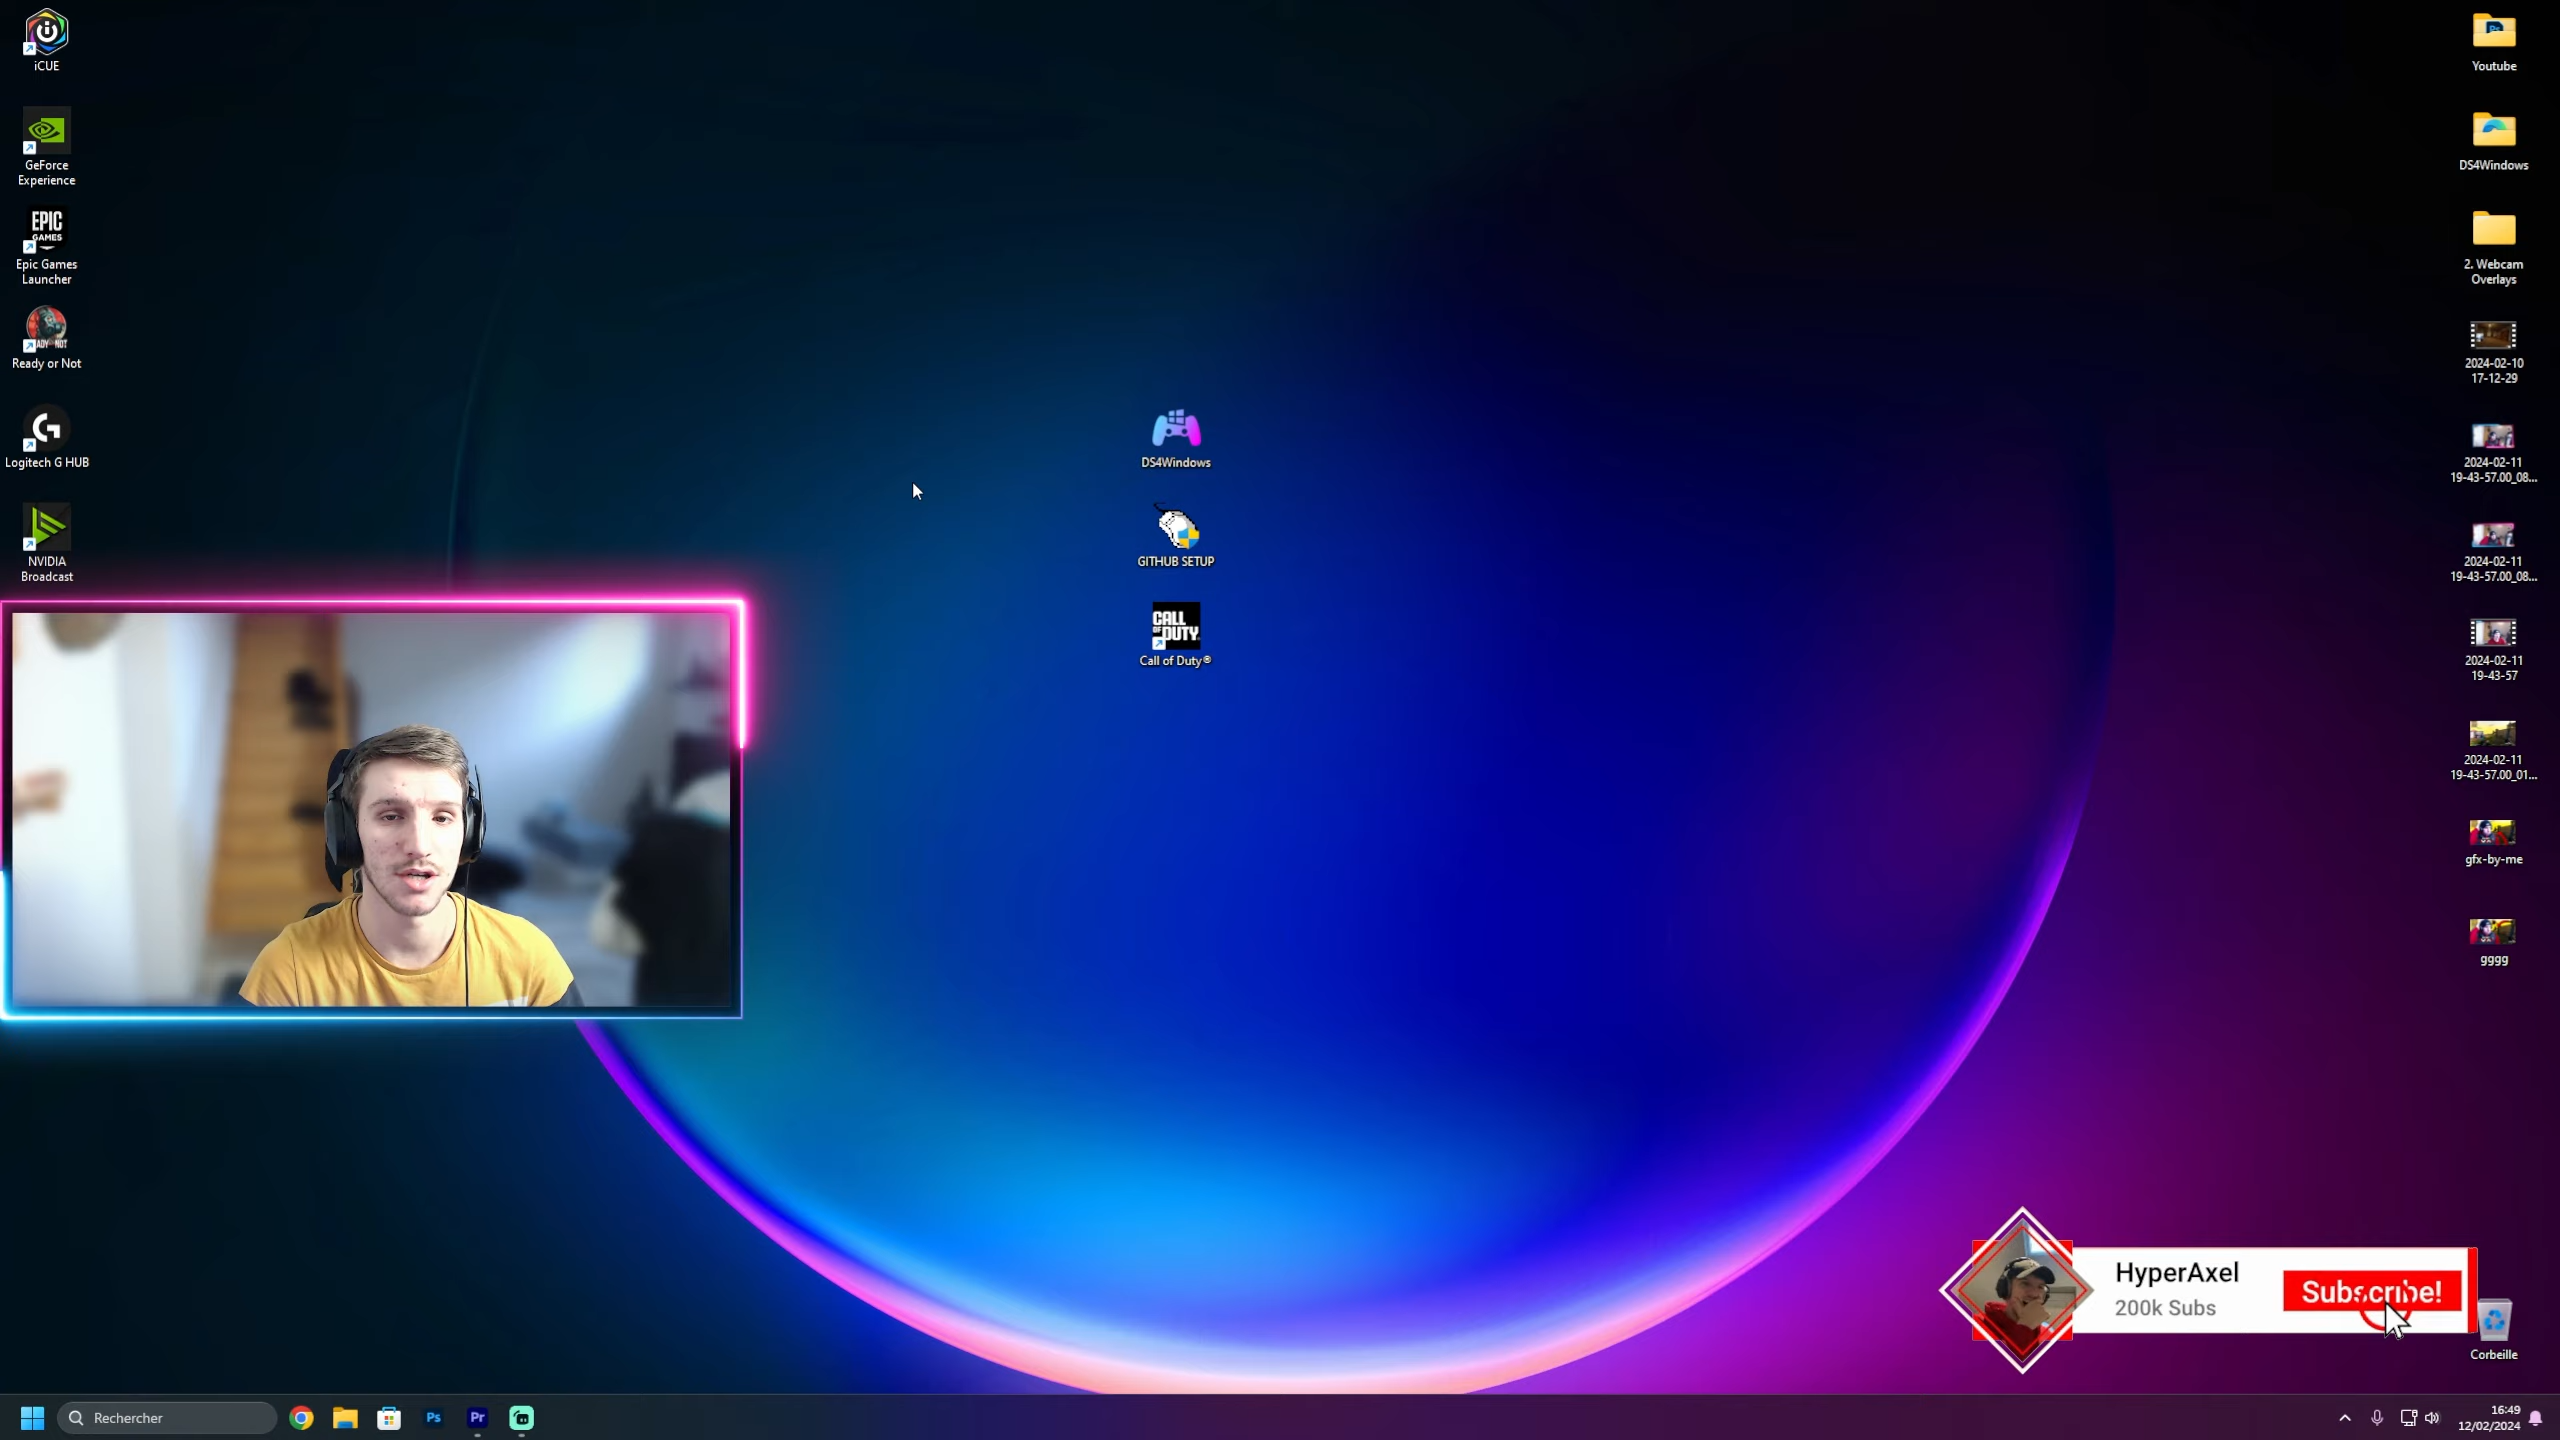 iCUE
GeForce
Experience
EPIC
GAMES
Epic Games
Launcher
Ready or Not
Logitech G HUB
NVIDIA
Broadcast
DS4Windows
GITHUB SETUP
CALL
OF DUTY
Call of Duty®
Youtube
DS4Windows
2. Webcam
Overlays
2024-02-10
17-12-29
2024-02-11
19-43-57.00_08...
2024-02-11
19-43-57.00_08...
2024-02-11
19-43-57
2024-02-11
19-43-57.00_01...
gfx-by-me
gggg
HyperAxel
200k Subs
Subscribe!
Corbeille
Rechercher
Ps
Pr
16:49
12/02/2024